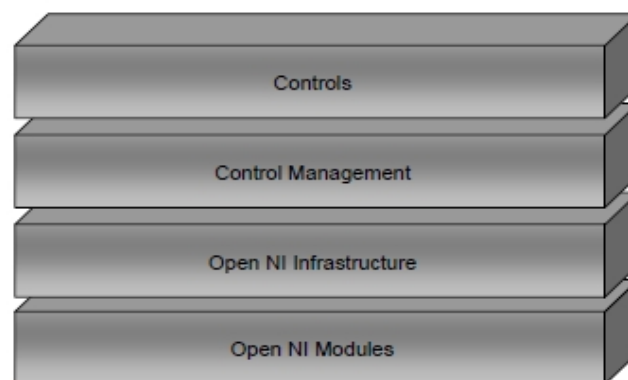 Controls
Control Management
Open NI Infrastructure
Open NI Modules